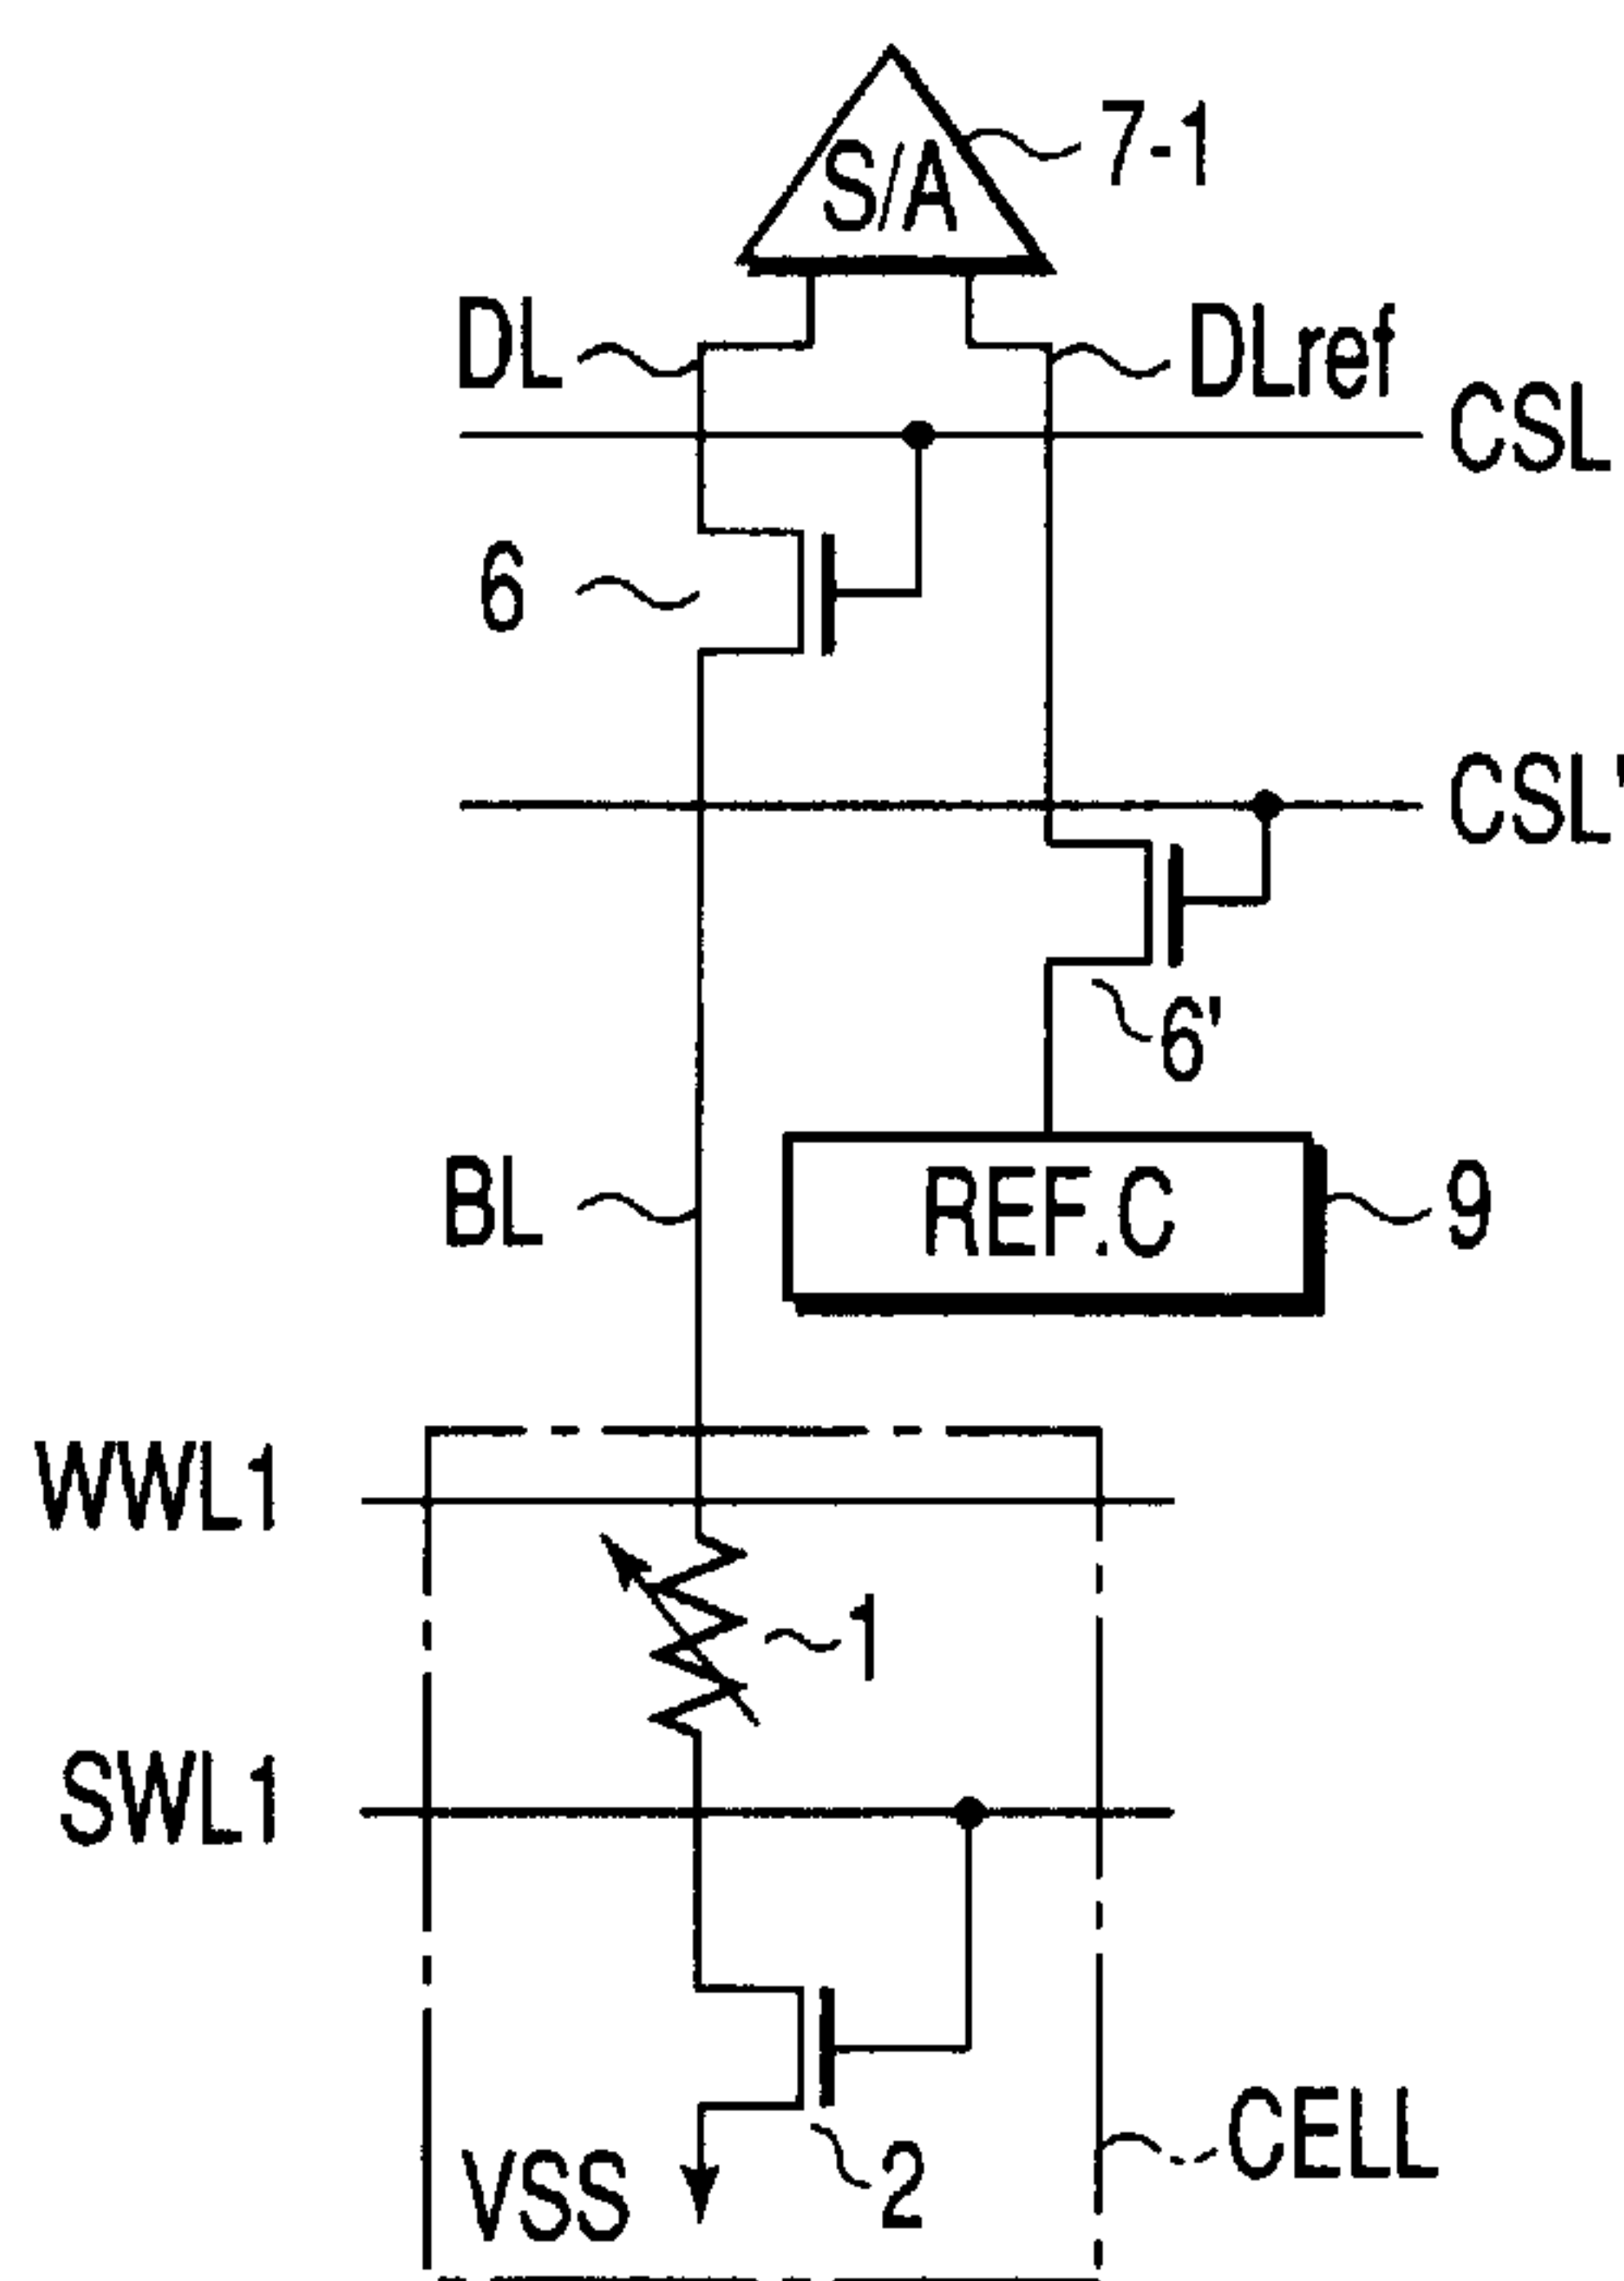 S/A
7-1
DL
DLref
CSL
6
CSL'
6'
BL
REF.C
9
WWL1
1
SWL1
CELL
VSS
2